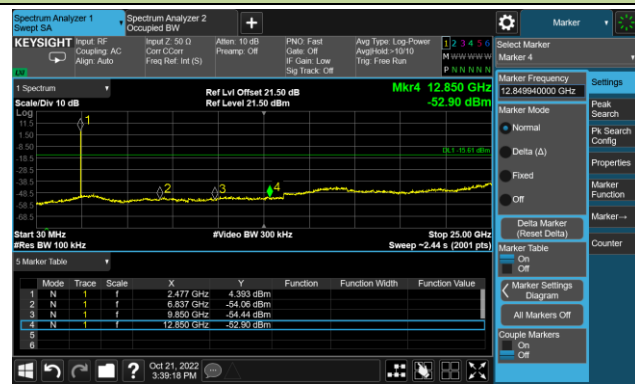 Spectrum Analyzer 1
Swept SA
Spectrum Analyzer 2
Occupied BW
Marker
KEYSIGHT
Input: RF
Coupling: AC
Align: Auto
Input Z: 50 Ω
Corr CCorr
Freq Ref: Int (S)
Atten: 10 dB
Preamp: Off
PNO: Fast
Gate: Off
IF Gain: Low
Sig Track: Off
Avg Type: Log-Power
Avg|Hold:>10/10
Trig: Free Run
1 2 3 4 5 6
M W W W W W
P N N N N N
LW
Select Marker
Marker 4
1 Spectrum
Scale/Div 10 dB
Ref Lvl Offset 21.50 dB
Ref Level 21.50 dBm
Mkr4 12.850 GHz
-52.90 dBm
Log
11.5
1.50
-8.50
-18.5
-28.5
-38.5
-48.5
-58.5
-68.5
1
2
3
4
DL1 -15.61 dBm
Start 30 MHz
#Res BW 100 kHz
#Video BW 300 kHz
Stop 25.00 GHz
Sweep ~2.44 s (2001 pts)
5 Marker Table
Mode Trace Scale X Y Function Function Width Function Value
1 N 1 f 2.477 GHz 4.393 dBm
2 N 1 f 6.837 GHz -54.06 dBm
3 N 1 f 9.850 GHz -54.44 dBm
4 N 1 f 12.850 GHz -52.90 dBm
5
6
Marker Frequency
12.849940000 GHz
Marker Mode
Normal
Delta (Δ)
Fixed
Off
Delta Marker
(Reset Delta)
Marker Table
On
Off
Marker Settings
Diagram
All Markers Off
Couple Markers
On
Off
Settings
Peak
Search
Pk Search
Config
Properties
Marker
Function
Marker→
Counter
?
Oct 21, 2022
3:39:18 PM